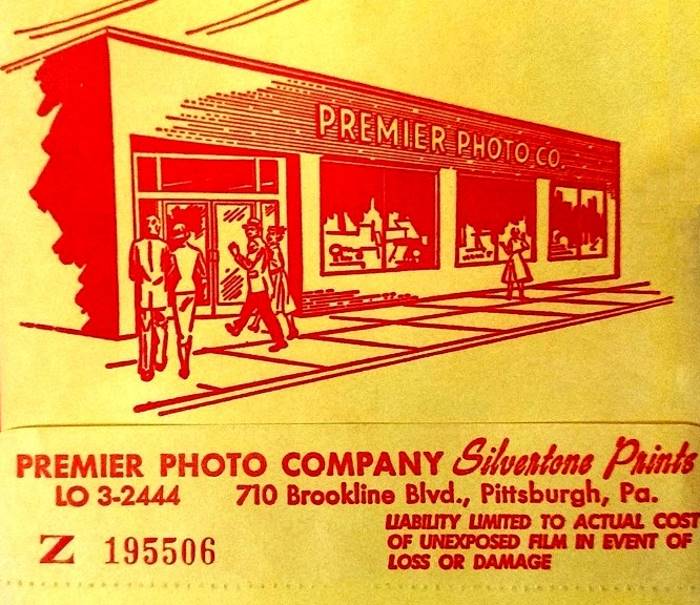 PREMIER PHOTO CO.
PREMIER PHOTO COMPANY Silvertone Prints
LO 3-2444 710 Brookline Blvd., Pittsburgh, Pa.
LIABILITY LIMITED TO ACTUAL COST
OF UNEXPOSED FILM IN EVENT OF
LOSS OR DAMAGE
Z 195506